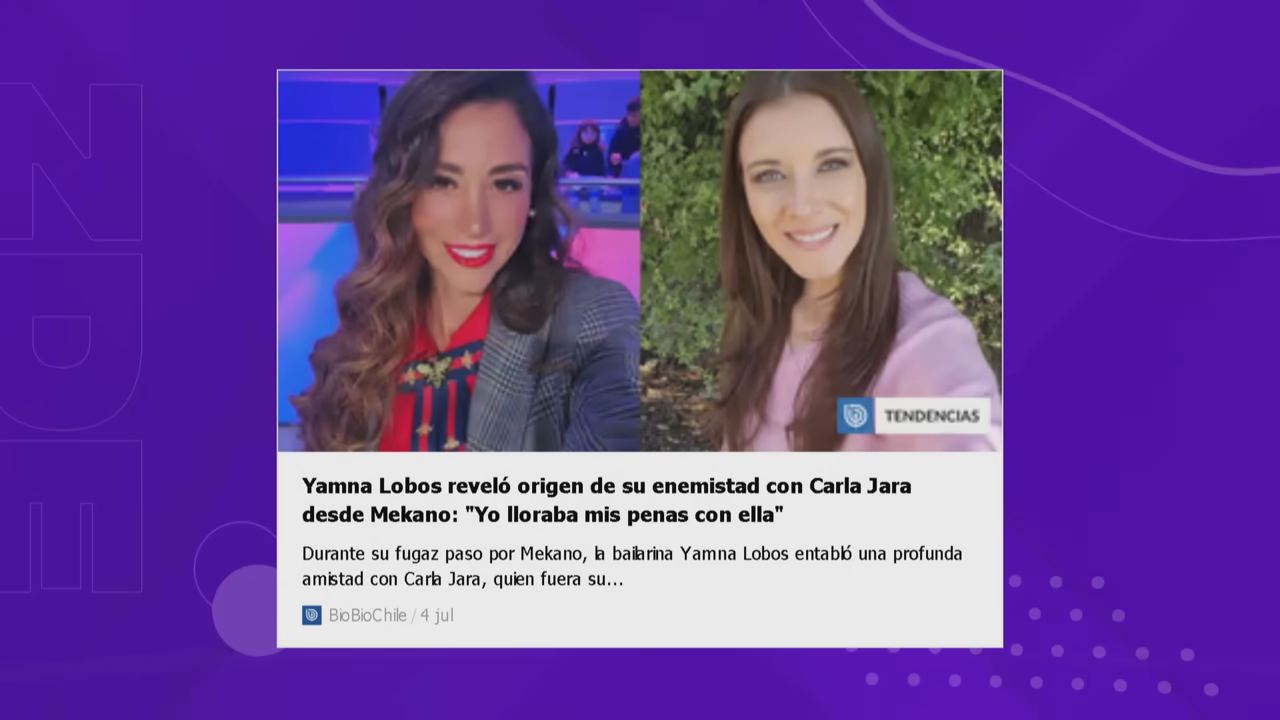 TENDENCIAS
Yamna Lobos reveló origen de su enemistad con Carla Jara
desde Mekano: "Yo lloraba mis penas con ella"
Durante su fugaz paso por Mekano, la bailarina Yamna Lobos entabló una profunda
amistad con Carla Jara, quien fuera su...
BioBioChile / 4 jul